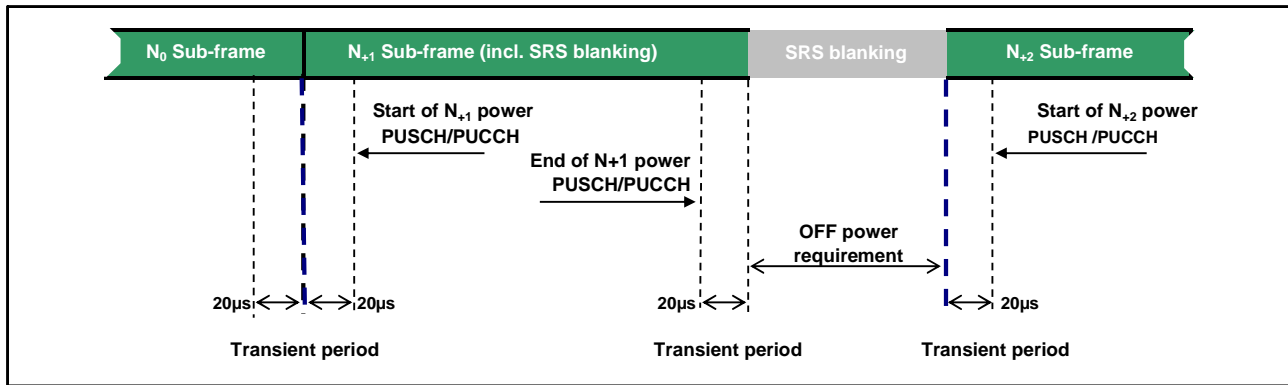 N0 Sub-frame
N+1 Sub-frame (incl. SRS blanking)
SRS blanking
N+2 Sub-frame
Start of N+1 power
PUSCH/PUCCH
Start of N+2 power
PUSCH /PUCCH
End of N+1 power
PUSCH/PUCCH
OFF power
requirement
20µs
20µs
20µs
20µs
Transient period
Transient period
Transient period